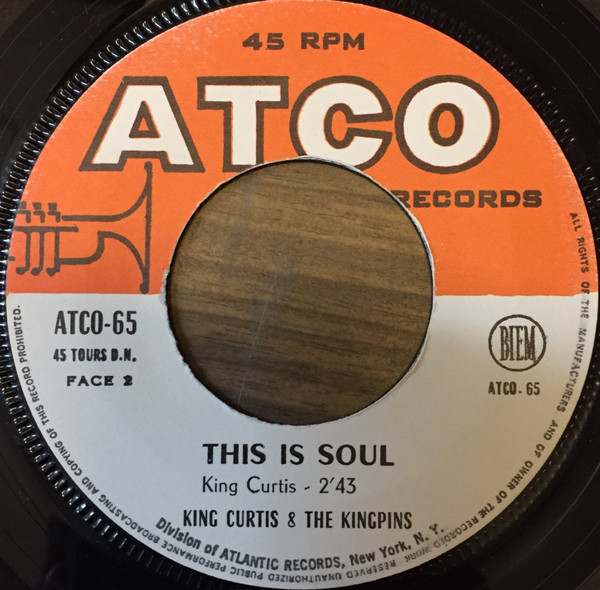 45 RPM
ATCO
RECORDS
ATCO-65
45 TOURS D.N.
FACE 2
BIEM
ATCO-65
THIS IS SOUL
King Curtis - 2'43
KING CURTIS & THE KINGPINS
Division of ATLANTIC RECORDS, New York, N. Y.
ALL RIGHTS OF THE MANUFACTURERS AND OF OWNER OF THE RECORDED WORK RESERVED UNAUTHORIZED PUBLIC PERFORMANCE BROADCASTING AND COPYING OF THIS RECORD PROHIBITED.